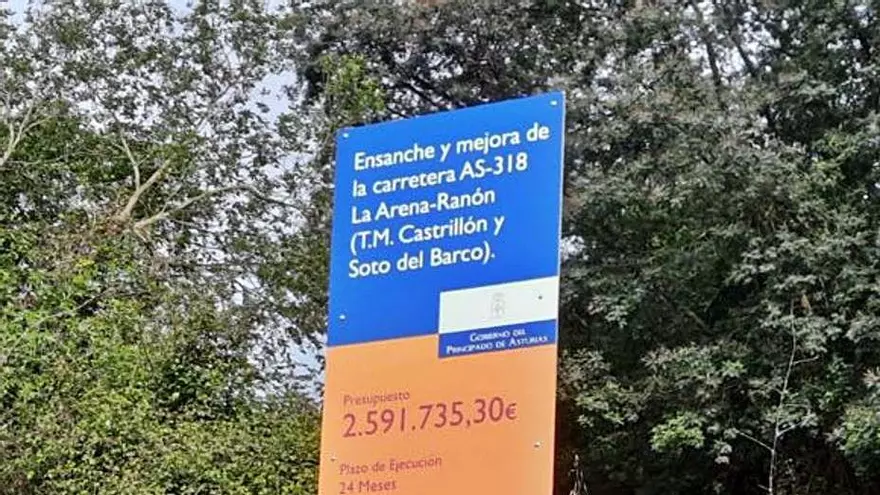 Ensanche y mejora de
la carretera AS-318
La Arena-Ranón
(T.M. Castrillón y
Soto del Barco).
GOBIERNO DEL
PRINCIPADO DE ASTURIAS
Presupuesto
2.591.735,30€
Plazo de Ejecución
24 Meses